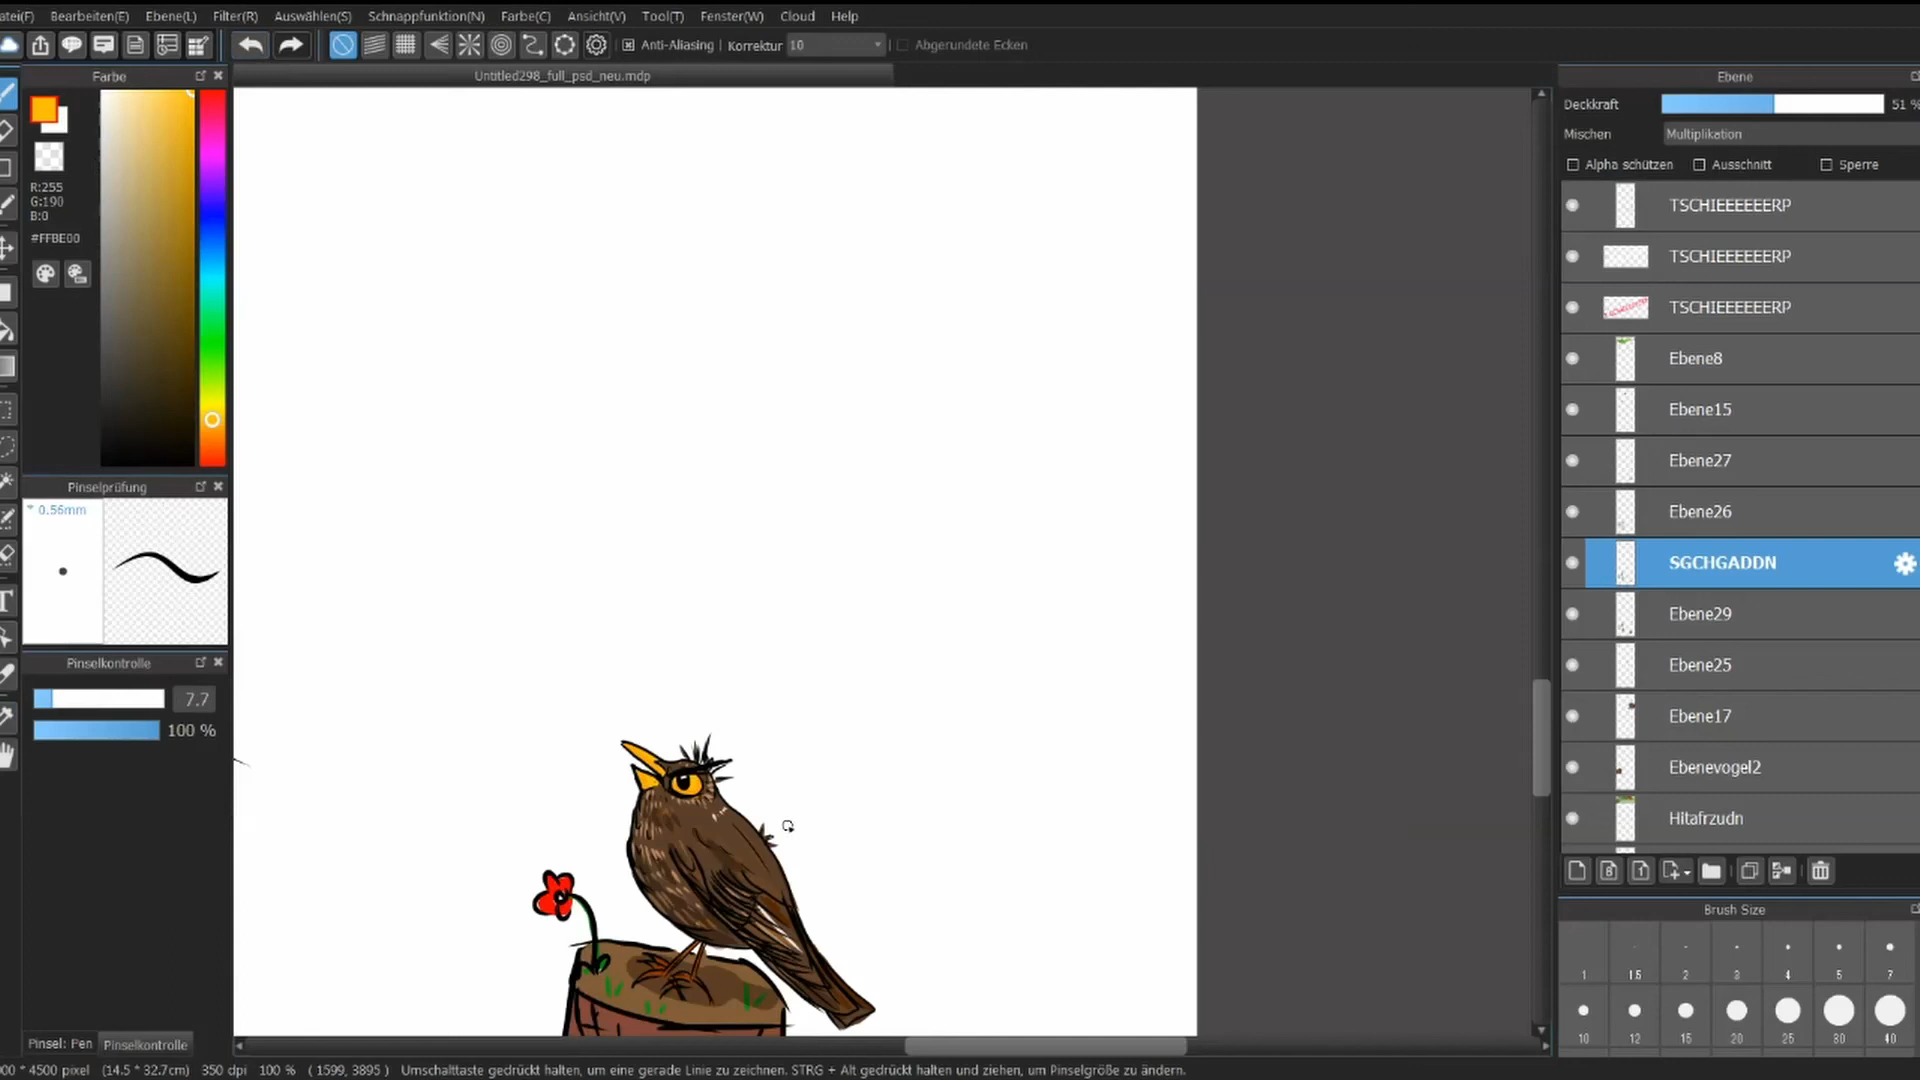 atei(F) Bearbeiten(E) Ebene(L) Filter(R) Auswählen(S) Schnappfunktion(N) Farbe(C) Ansicht(V) Tool(T) Fenster(W) Cloud Help
Anti-Aliasing Korrektur 10 Abgerundete Ecken
Farbe
Untitled298_full_psd_neu.mdp
Ebene
Deckkraft 51 %
Mischen Multiplikation
Alpha schützen Ausschnitt Sperre
R:255
G:190
B:0
#FFBE00
TSCHIEEEEEERP
TSCHIEEEEEERP
TSCHIEEEEEERP
Ebene8
Ebene15
Ebene27
Ebene26
SGCHGADDN
Ebene29
Ebene25
Ebene17
Ebenevogel2
Hitafrzudn
Pinselprüfung
* 0.56mm
Pinselkontrolle
7.7
100 %
Brush Size
1 1.5 2 3 4 5 7
10 12 15 20 25 30 40
Pinsel: Pen Pinselkontrolle
00 * 4500 pixel (14.5 * 32.7cm) 350 dpi 100 % ( 1599, 3895 ) Umschalttaste gedrückt halten, um eine gerade Linie zu zeichnen. STRG + Alt gedrückt halten und ziehen, um Pinselgröße zu ändern.